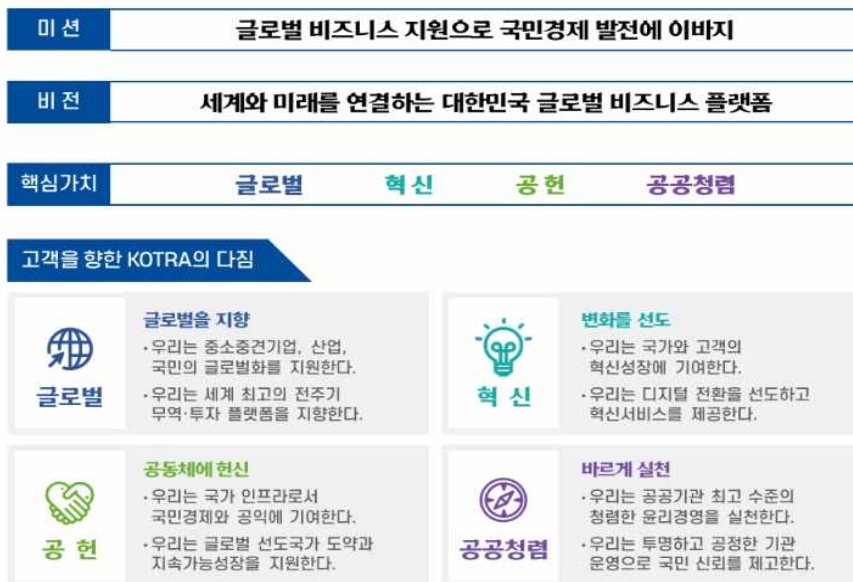 미 션
글로벌 비즈니스 지원으로 국민경제 발전에 이바지
비 전
세계와 미래를 연결하는 대한민국 글로벌 비즈니스 플랫폼
핵심가치
글로벌 혁 신 공 헌 공공청렴
고객을 향한 KOTRA의 다짐
글로벌
글로벌을 지향
·우리는 중소중견기업, 산업,
국민의 글로벌화를 지원한다.
·우리는 세계 최고의 전주기
무역·투자 플랫폼을 지향한다.
혁 신
변화를 선도
·우리는 국가와 고객의
혁신성장에 기여한다.
·우리는 디지털 전환을 선도하고
혁신서비스를 제공한다.
공 헌
공동체에 헌신
·우리는 국가 인프라로서
국민경제와 공익에 기여한다.
·우리는 글로벌 선도국가 도약과
지속가능성장을 지원한다.
공공청렴
바르게 실천
·우리는 공공기관 최고 수준의
청렴한 윤리경영을 실천한다.
·우리는 투명하고 공정한 기관
운영으로 국민 신뢰를 제고한다.